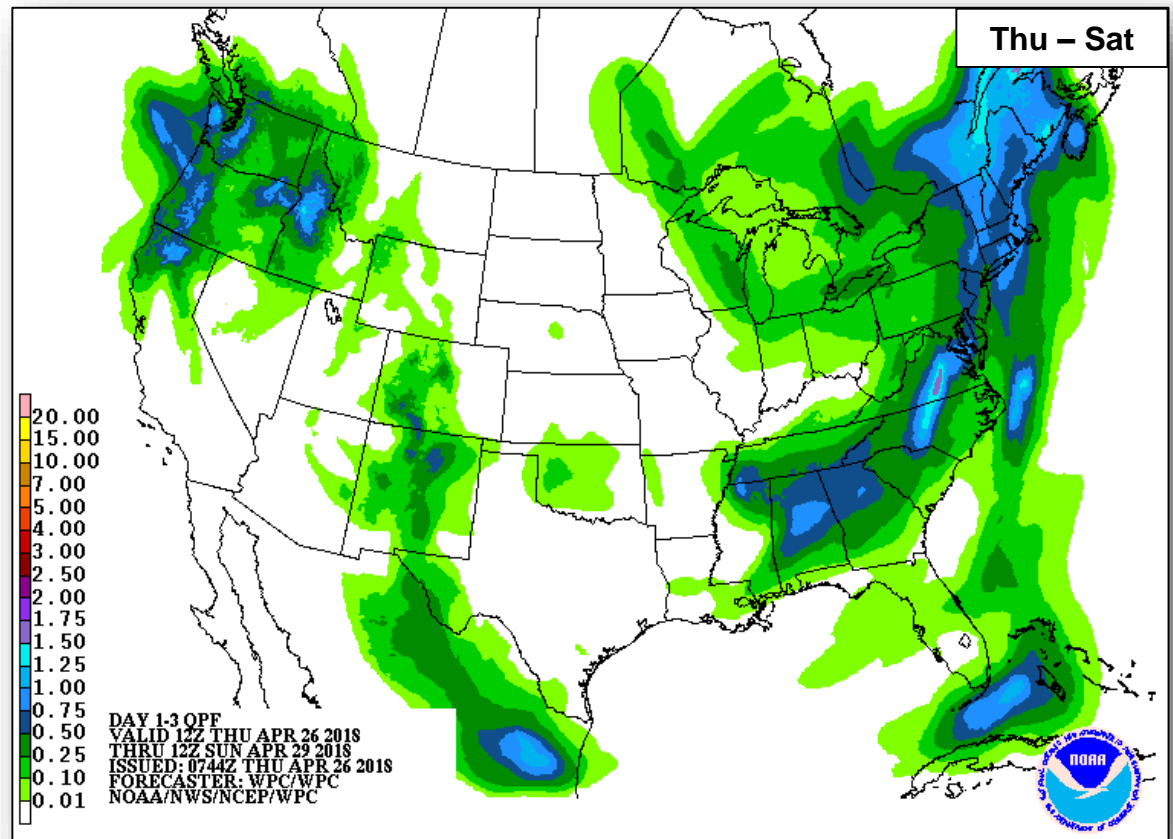 Thu – Sat
20.00
15.00
10.00
7.00
5.00
4.00
3.00
2.50
2.00
1.75
1.50
1.25
1.00
0.75
0.50
0.25
0.10
0.01
DAY 1-3 QPF
VALID 12Z THU APR 26 2018
THRU 12Z SUN APR 29 2018
ISSUED: 0744Z THU APR 26 2018
FORECASTER: WPC/WPC
NOAA/NWS/NCEP/WPC
NOAA